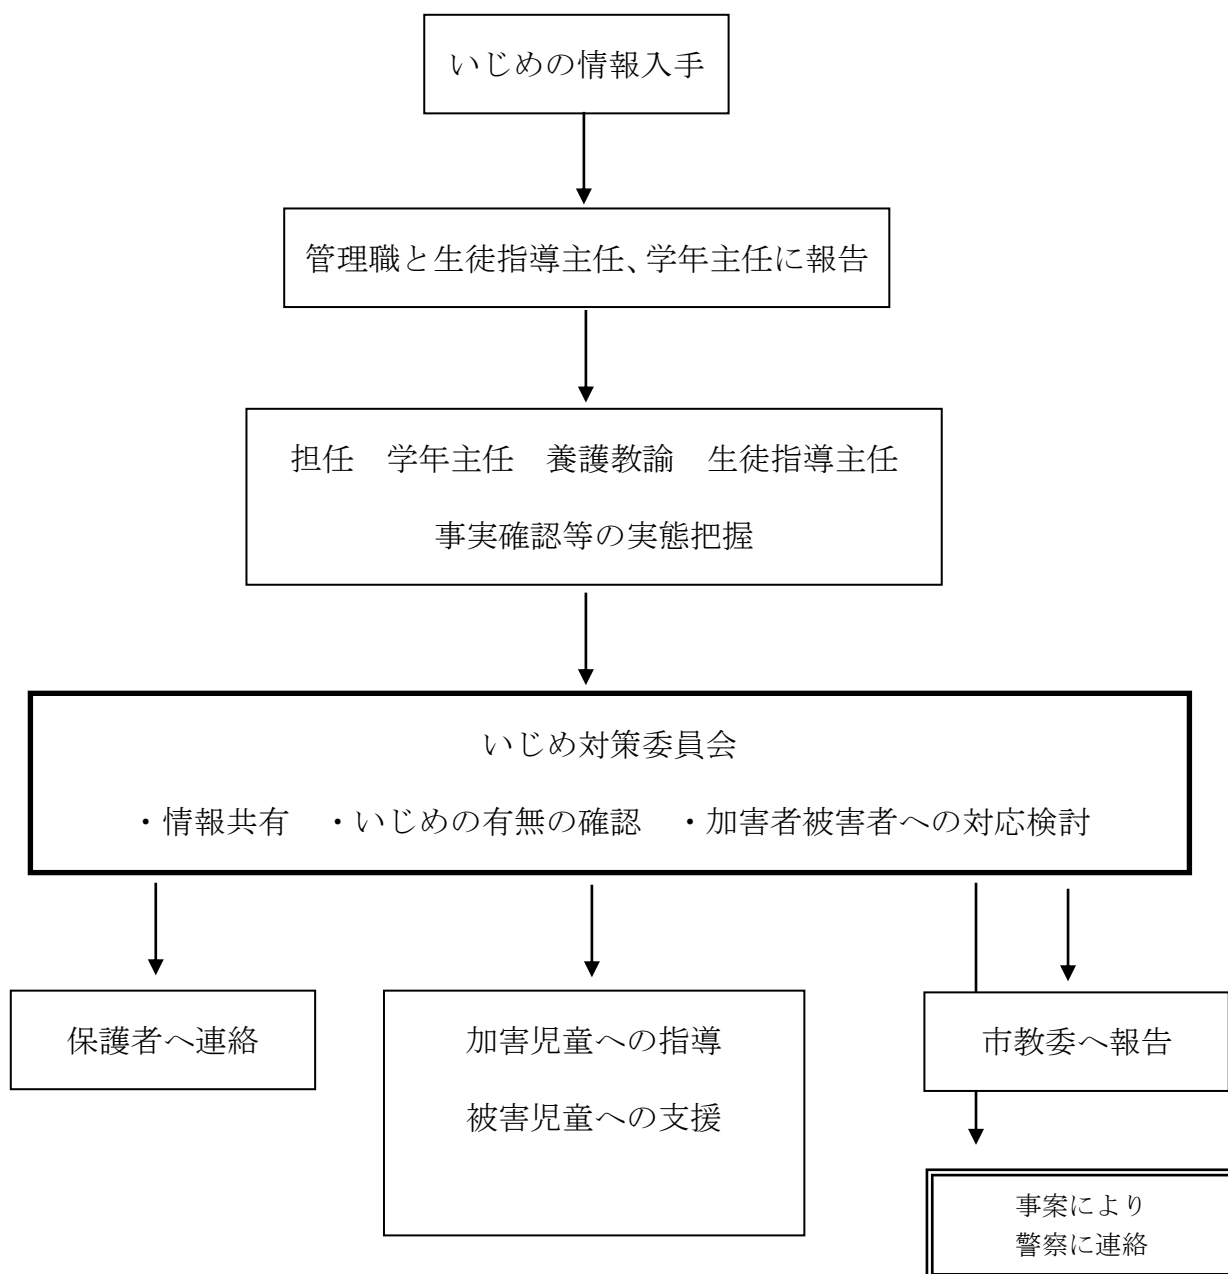 いじめの情報入手
管理職と生徒指導主任、学年主任に報告
担任　学年主任　養護教諭　生徒指導主任
事実確認等の実態把握
いじめ対策委員会
・情報共有　・いじめの有無の確認　・加害者被害者への対応検討
保護者へ連絡
加害児童への指導
被害児童への支援
市教委へ報告
事案により
警察に連絡